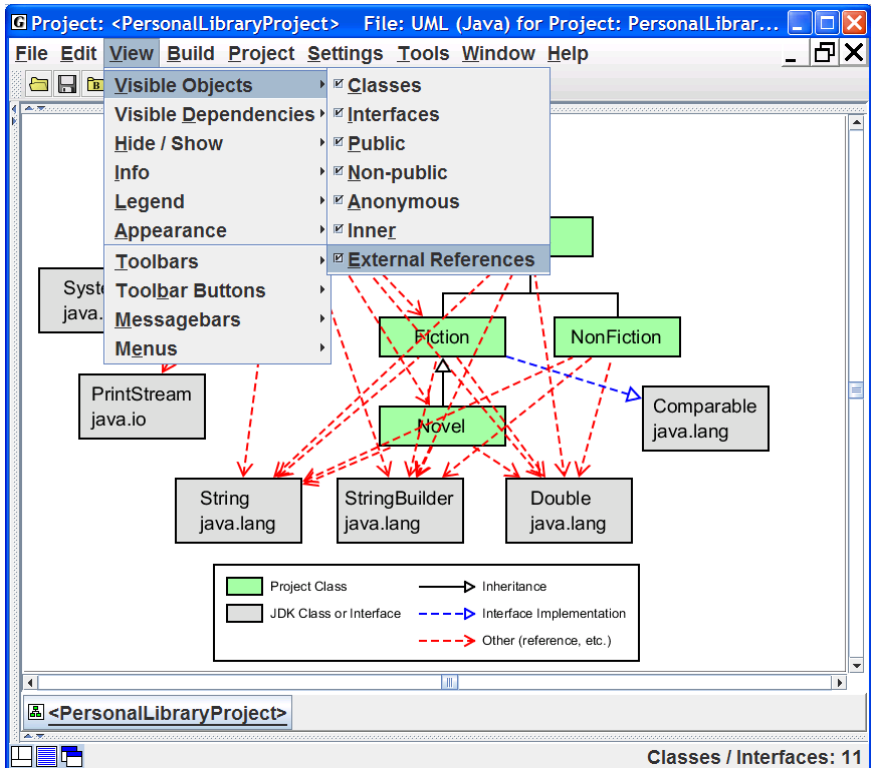 Project: <PersonalLibraryProject> File: UML (Java) for Project: PersonalLibrar...
File Edit View Build Project Settings Tools Window Help
Visible Objects
Visible Dependencies
Hide / Show
Info
Legend
Appearance
Toolbars
Toolbar Buttons
Messagebars
Menus
Classes
Interfaces
Public
Non-public
Anonymous
Inner
External References
Syste
java.
Fiction
NonFiction
PrintStream
java.io
Comparable
java.lang
Novel
String
java.lang
StringBuilder
java.lang
Double
java.lang
Project Class
Inheritance
JDK Class or Interface
Interface Implementation
Other (reference, etc.)
<PersonalLibraryProject>
Classes / Interfaces: 11